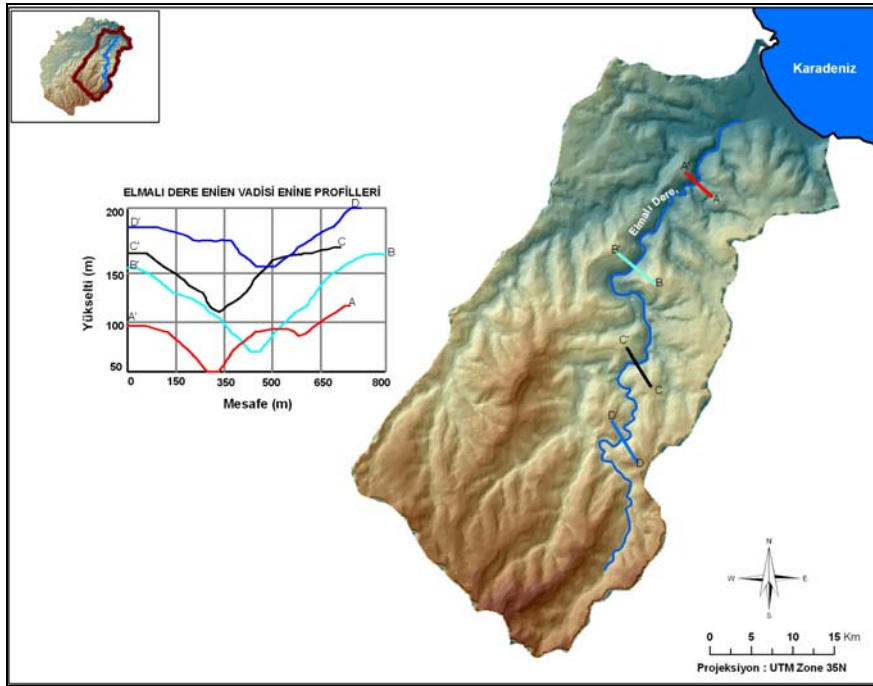 Karadeniz
ELMALI DERE ENİEN VADİSİ ENİNE PROFİLLERİ
Yükselti (m)
200
150
100
50
D'
C'
B'
A'
D
C
B
A
0
150
350
500
650
800
Mesafe (m)
A'
A
Elmalı Dere,
B'
B
C'
C
D
D
N
W
E
S
0
5
10
15 Km
Projeksiyon : UTM Zone 35N